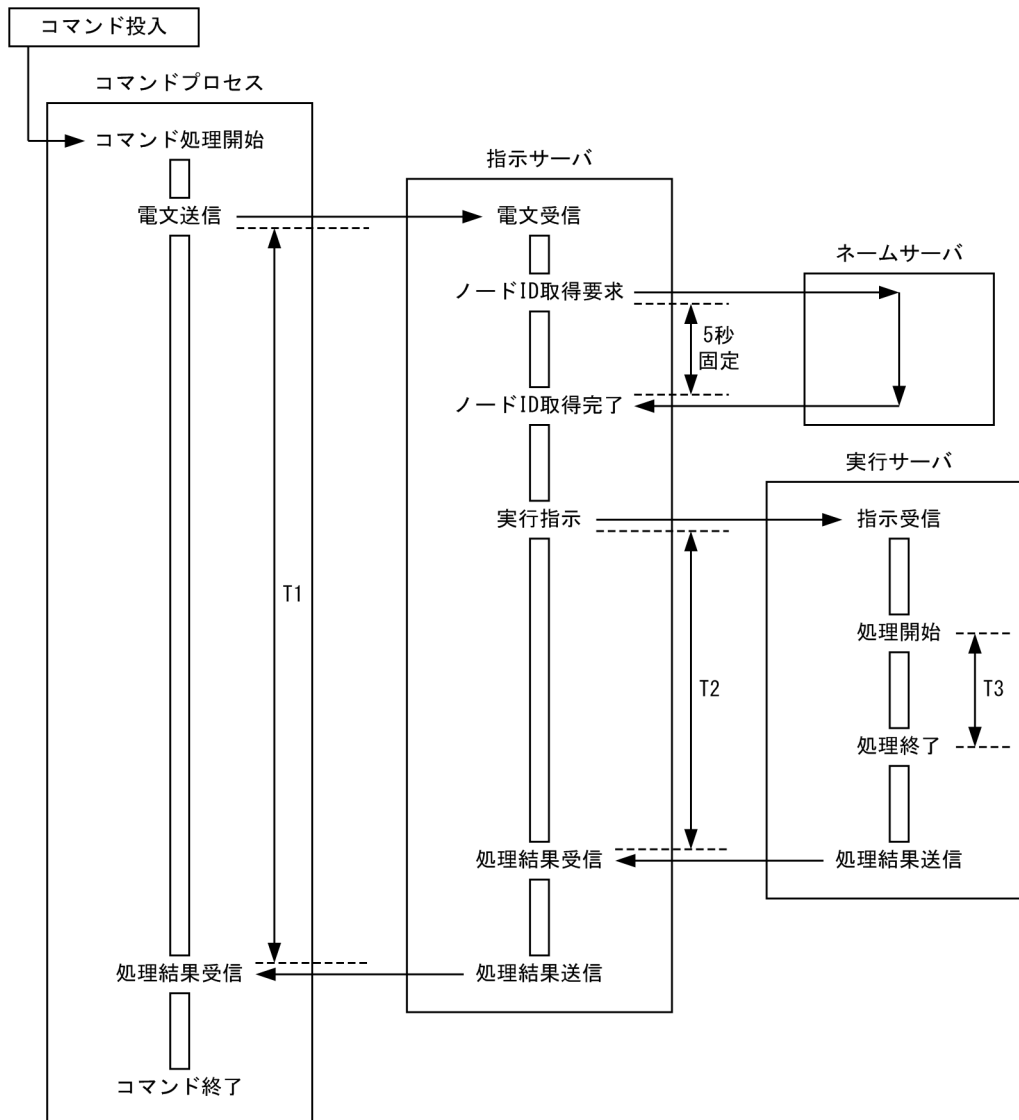 コマンド投入
コマンドプロセス
コマンド処理開始
指示サーバ
電文送信
電文受信
ネームサーバ
ノードID取得要求
5秒
固定
ノードID取得完了
実行サーバ
実行指示
指示受信
T1
処理開始
T2
T3
処理終了
処理結果受信
処理結果送信
処理結果受信
処理結果送信
コマンド終了